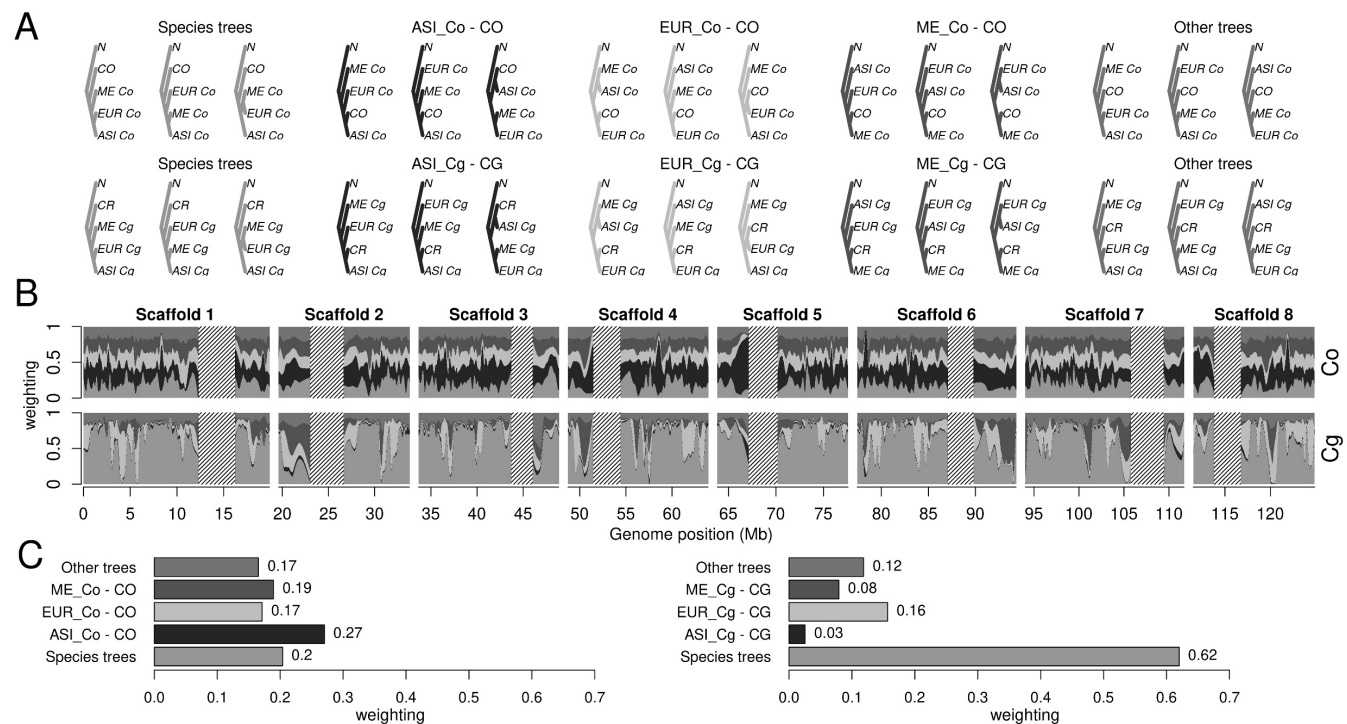 A
Species trees ASI_Co - CO EUR_Co - CO ME_Co - CO Other trees
N N N N N N N N N N N N N N N
CO CO CO ME Co EUR Co CO ME Co ASI Co ME Co ASI Co EUR Co EUR Co ME Co EUR Co ASI Co
ME Co EUR Co ME Co EUR Co ME Co ASI Co ASI Co ME Co CO EUR Co ASI Co ASI Co CO CO CO
EUR Co ME Co EUR Co CO CO ME Co CO CO EUR Co CO CO CO EUR Co ME Co ME Co
ASI Co ASI Co ASI Co ASI Co ASI Co EUR Co EUR Co EUR Co ASI Co ME Co ME Co ME Co ASI Co ASI Co EUR Co
Species trees ASI_Cg - CG EUR_Cg - CG ME_Cg - CG Other trees
N N N N N N N N N N N N N N N
CR CR CR ME Cg EUR Cg CR ME Cg ASI Cg ME Cg ASI Cg EUR Cg EUR Cg ME Cg EUR Cg ASI Cg
ME Cg EUR Cg ME Cg EUR Cg ME Cg ASI Cg ASI Cg ME Cg CR EUR Cg ASI Cg ASI Cg CR CR CR
EUR Cg ME Cg EUR Cg CR CR ME Cg CR CR EUR Cg CR CR CR EUR Cg ME Cg ME Cg
ASI Cg ASI Cg ASI Cg ASI Cg ASI Cg EUR Cg EUR Cg EUR Cg ASI Cg ME Cg ME Cg ME Cg ASI Cg ASI Cg EUR Cg
B
Scaffold 1 Scaffold 2 Scaffold 3 Scaffold 4 Scaffold 5 Scaffold 6 Scaffold 7 Scaffold 8
weighting
1
0.5
0
Co
1
0.5
0
Cg
0 5 10 15 20 25 30 35 40 45 50 55 60 65 70 75 80 85 90 95 100 105 110 115 120
Genome position (Mb)
C
Other trees 0.17
ME_Co - CO 0.19
EUR_Co - CO 0.17
ASI_Co - CO 0.27
Species trees 0.2
0.0 0.1 0.2 0.3 0.4 0.5 0.6 0.7
weighting
Other trees 0.12
ME_Cg - CG 0.08
EUR_Cg - CG 0.16
ASI_Cg - CG 0.03
Species trees 0.62
0.0 0.1 0.2 0.3 0.4 0.5 0.6 0.7
weighting